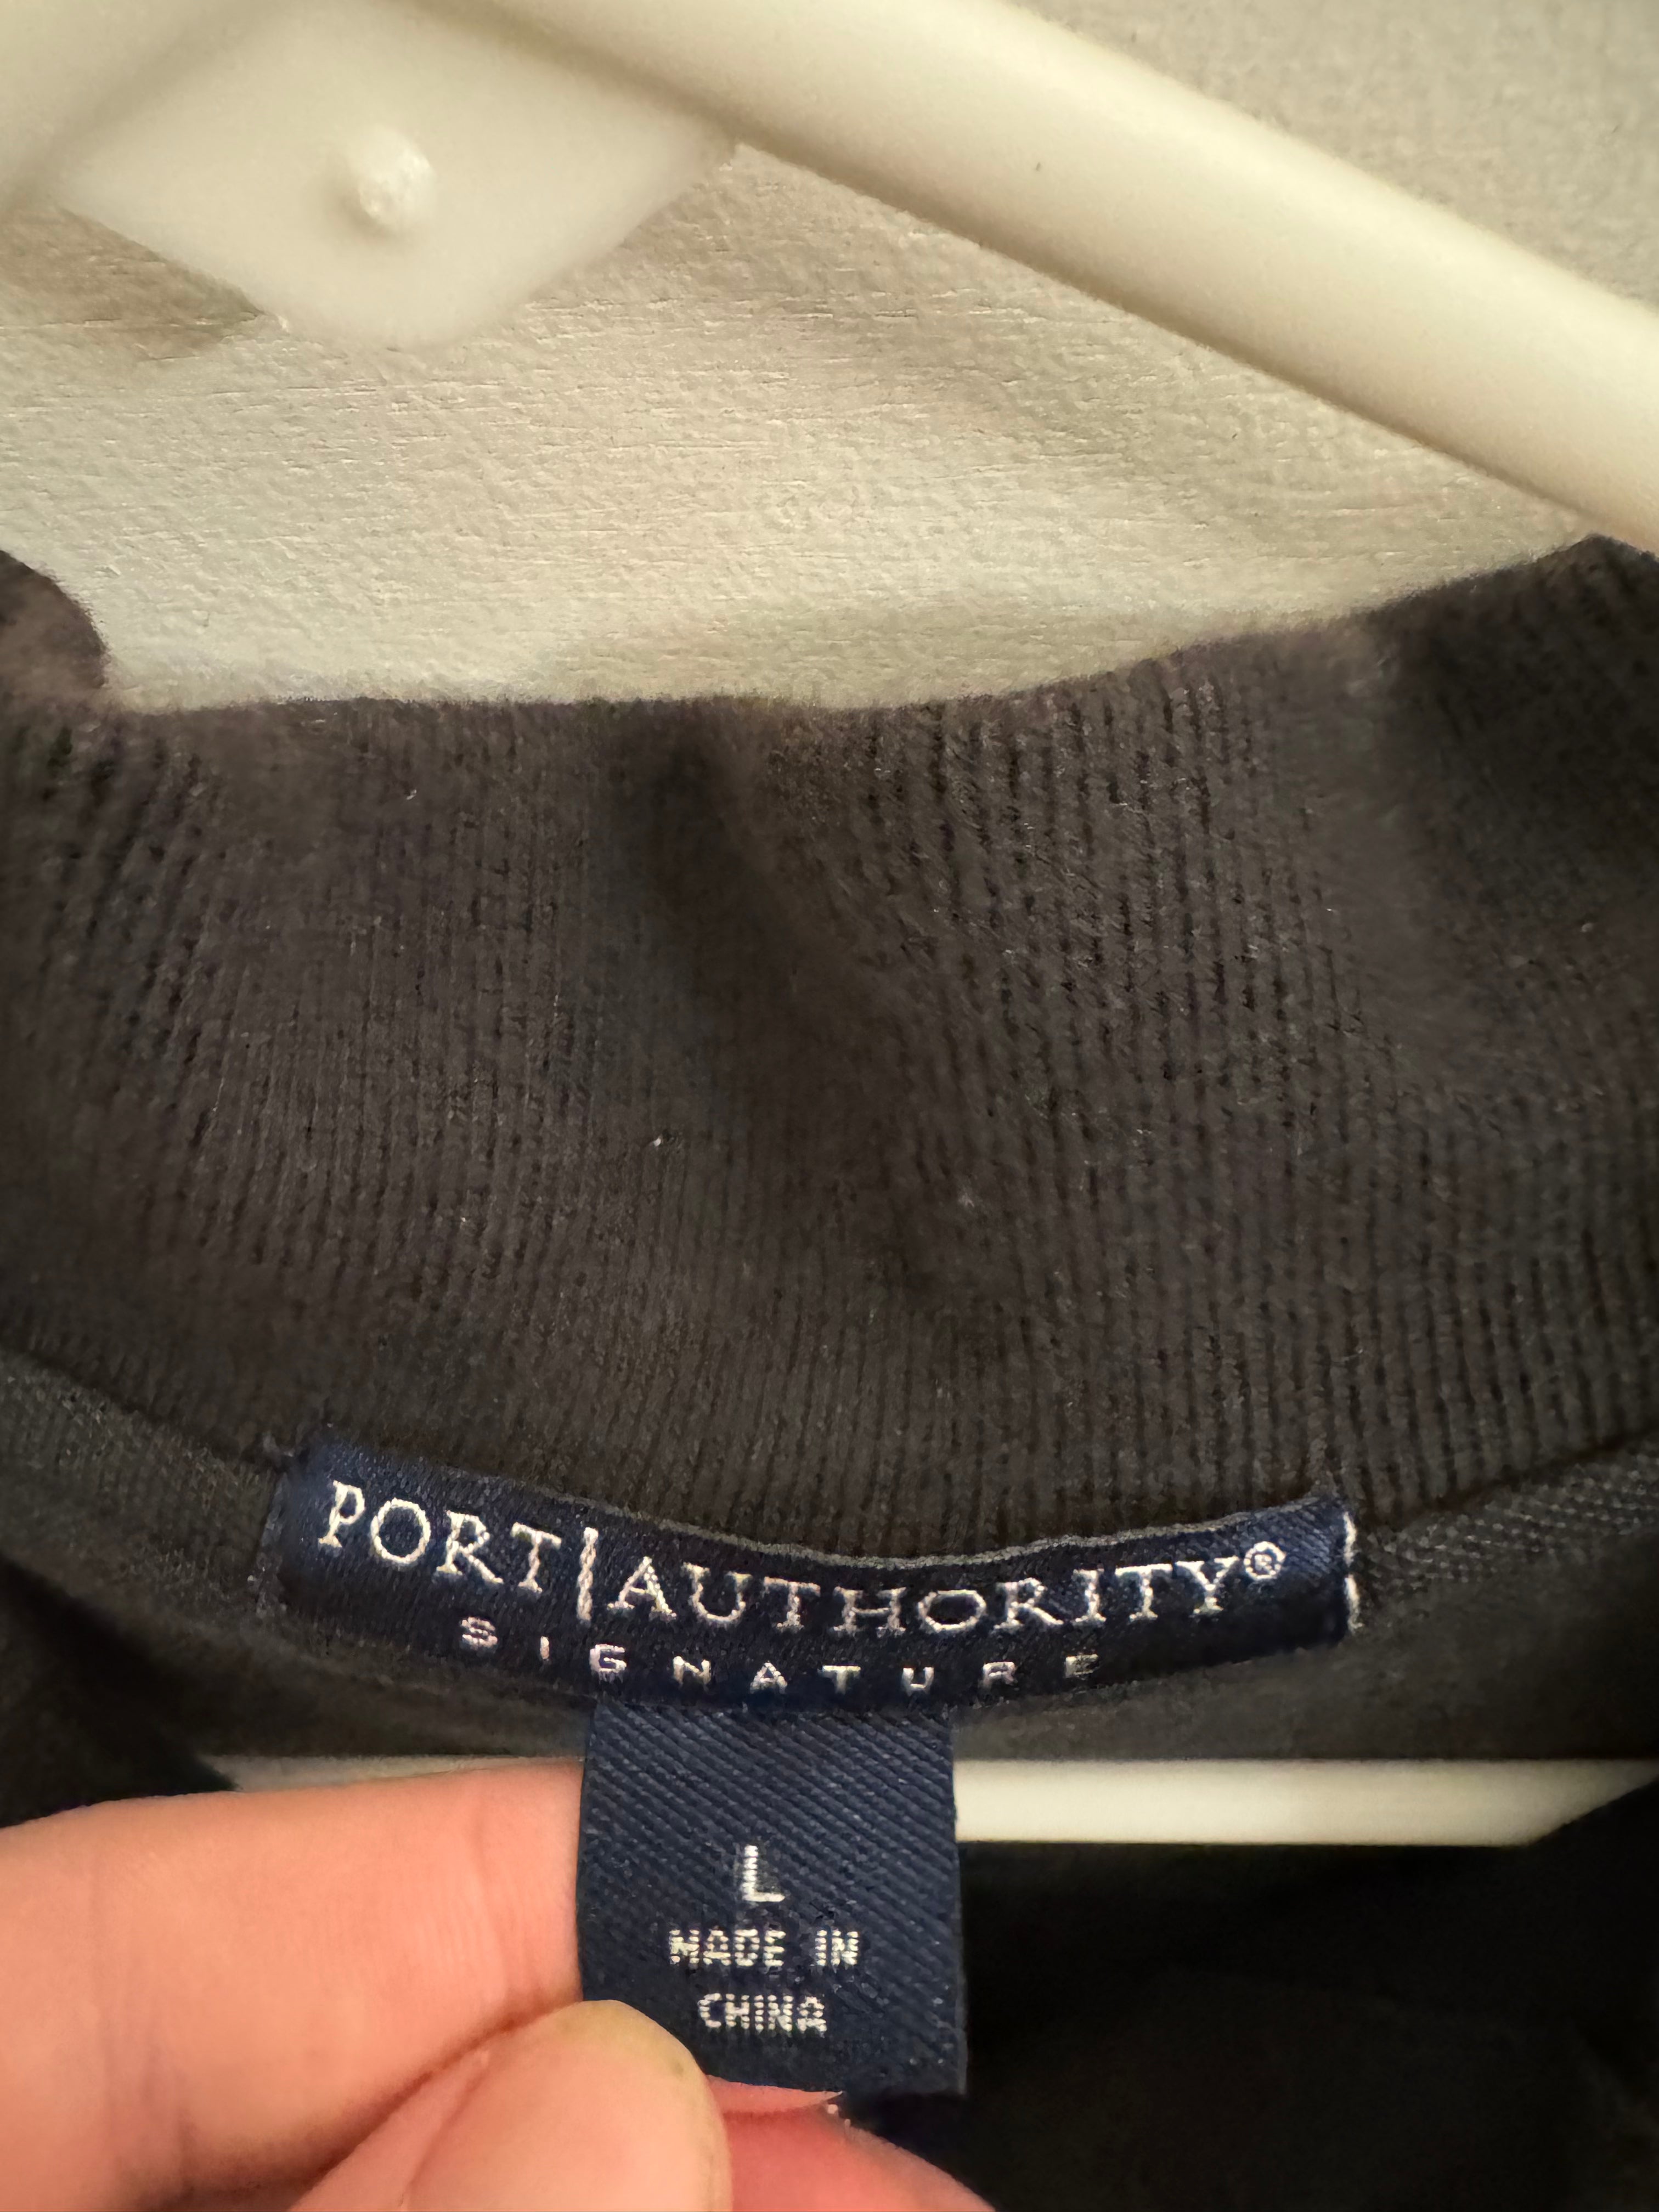 PORT|AUTHORITY®
SIGNATURE
L
MADE IN
CHINA